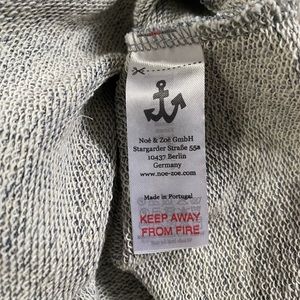 Noé & Zoë GmbH
Stargarder Straße 55a
10437 Berlin
Germany
www.noe-zoe.com
Made in Portugal
KEEP AWAY
FROM FIRE